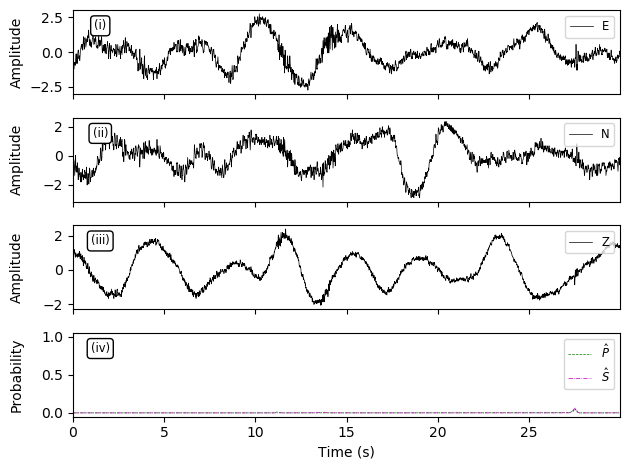 (i)
E
Amplitude
2.5
0.0
−2.5
(ii)
N
Amplitude
2
0
−2
(iii)
Z
Amplitude
2
0
−2
(iv)
P̂
Ŝ
Probability
1.0
0.5
0.0
0 5 10 15 20 25
Time (s)